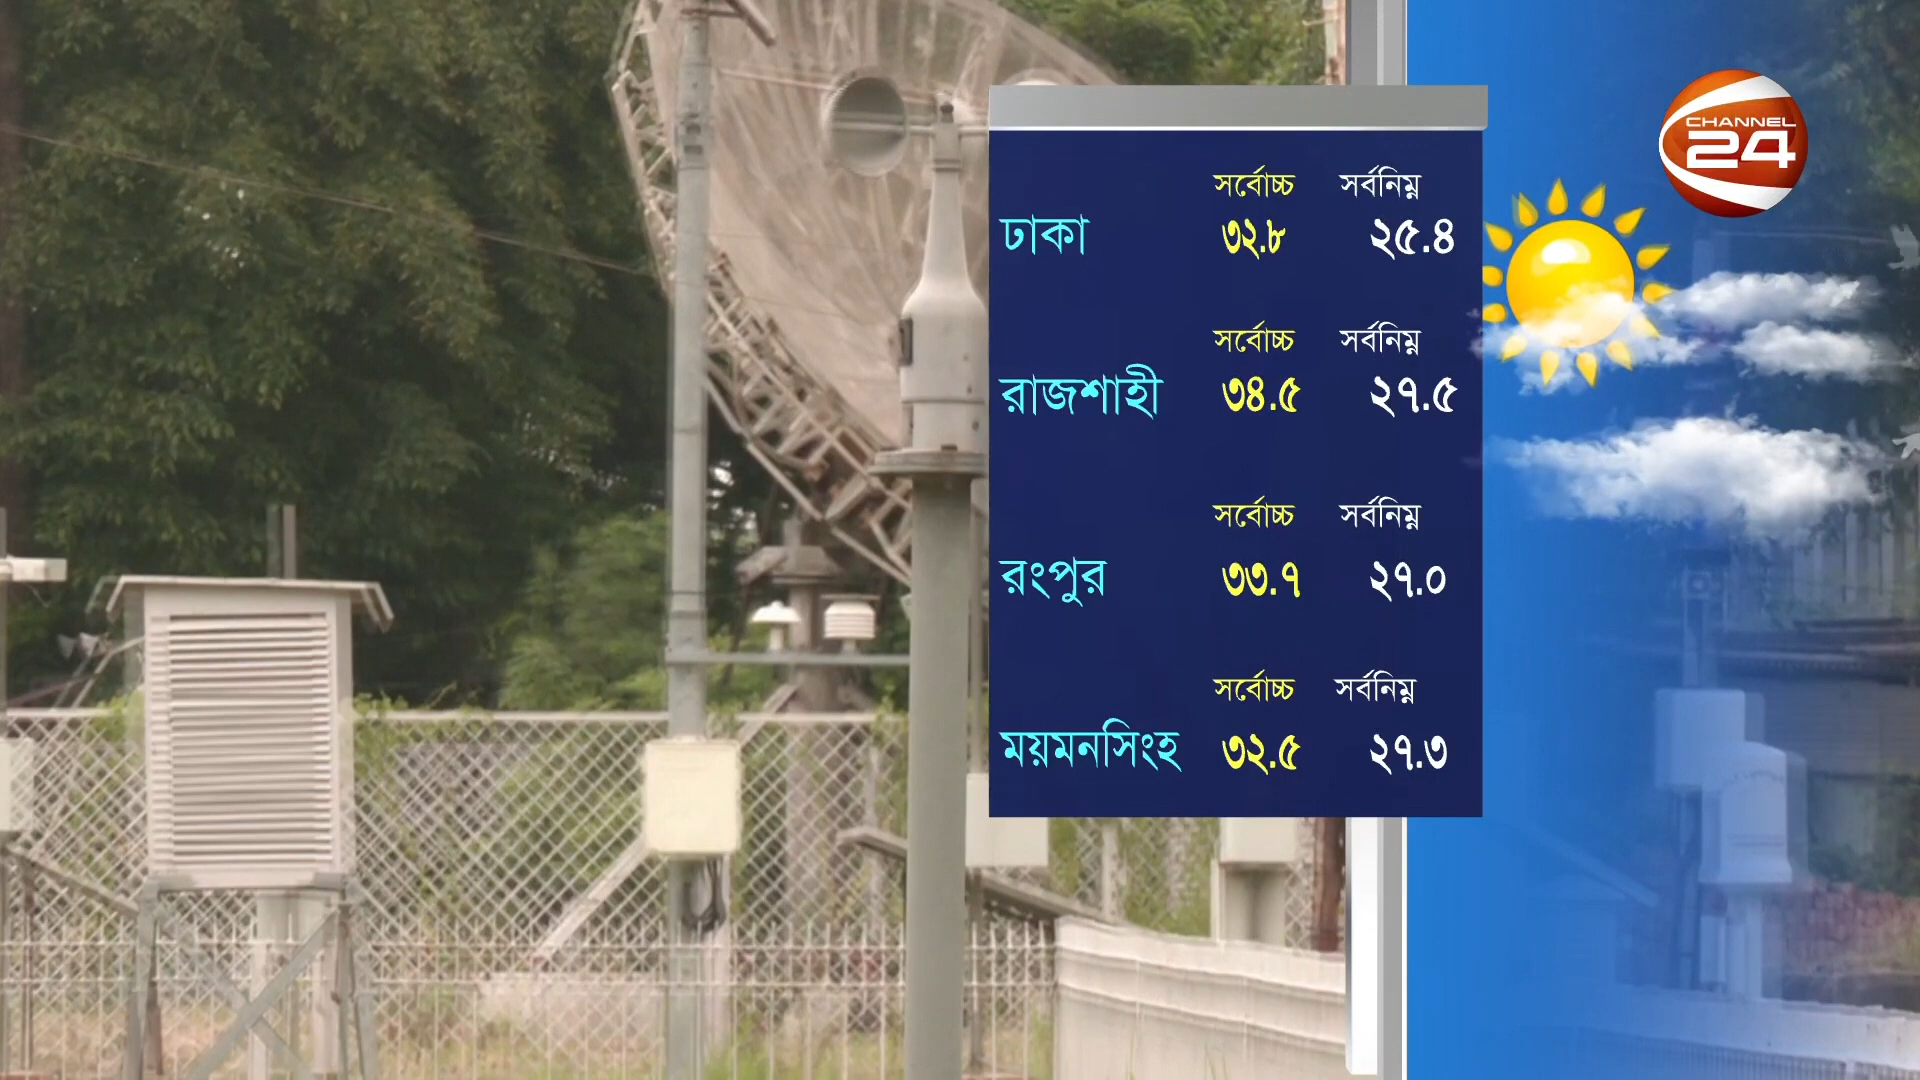 CHANNEL
24
সর্বোচ্চ সর্বনিম্ন
ঢাকা ৩২.৮ ২৫.৪
সর্বোচ্চ সর্বনিম্ন
রাজশাহী ৩৪.৫ ২৭.৫
সর্বোচ্চ সর্বনিম্ন
রংপুর ৩৩.৭ ২৭.০
সর্বোচ্চ সর্বনিম্ন
ময়মনসিংহ ৩২.৫ ২৭.৩